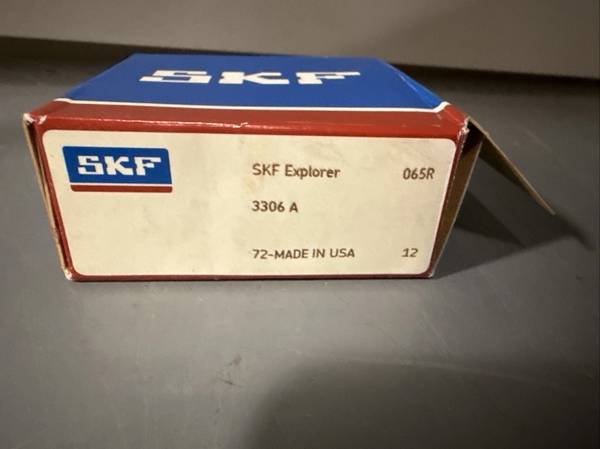 SKF
SKF
SKF Explorer 065R
3306 A
72-MADE IN USA 12